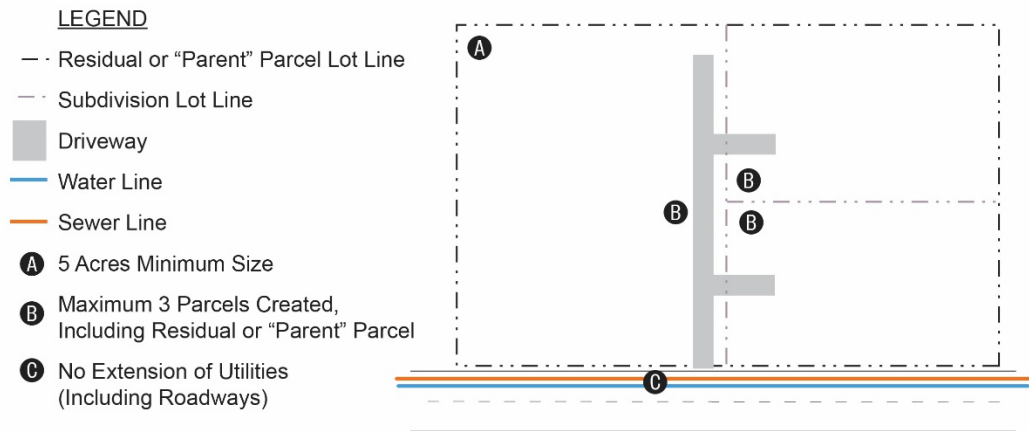 LEGEND
Residual or “Parent” Parcel Lot Line
Subdivision Lot Line
Driveway
Water Line
Sewer Line
A 5 Acres Minimum Size
B Maximum 3 Parcels Created,
Including Residual or “Parent” Parcel
C No Extension of Utilities
(Including Roadways)
A
B
B
B
C